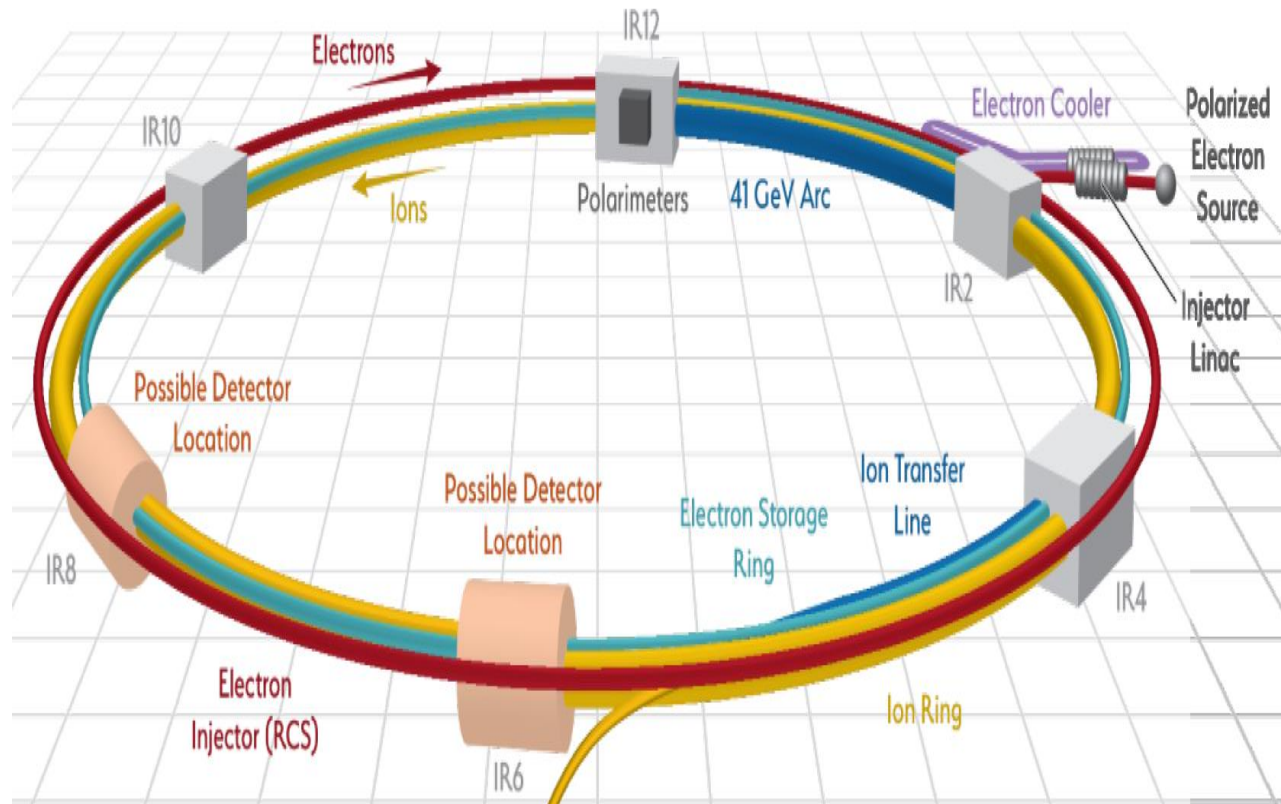 IR12
Electrons
Electron Cooler
Polarized
Electron
Source
IR10
Ions
Polarimeters
41 GeV Arc
IR2
Injector
Linac
Possible Detector
Location
Possible Detector
Location
Ion Transfer
Line
Electron Storage
Ring
IR8
IR4
Electron
Injector (RCS)
Ion Ring
IR6